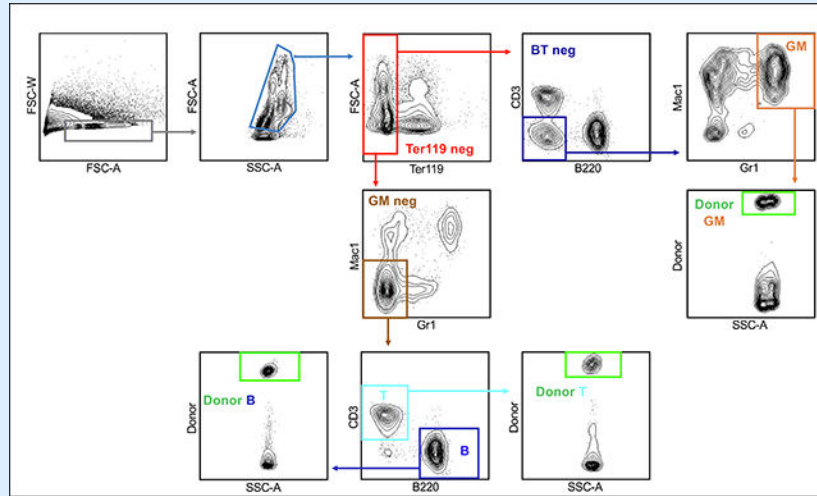 FSC-W
FSC-A
FSC-A
SSC-A
FSC-A
Ter119 neg
Ter119
BT neg
CD3
B220
GM
Mac1
Gr1
GM neg
Mac1
Gr1
Donor
GM
Donor
SSC-A
Donor B
Donor
SSC-A
T
B
CD3
B220
Donor T
Donor
SSC-A